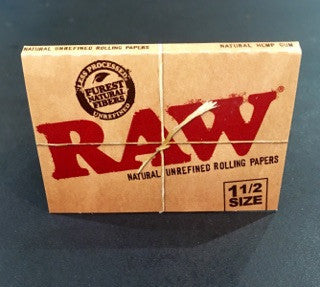 NATURAL UNREFINED ROLLING PAPERS NATURAL HEMP GUM
LESS PROCESSED
PUREST
NATURAL
FIBERS
UNREFINED
RAW®
NATURAL UNREFINED ROLLING PAPERS
1 1/2
SIZE